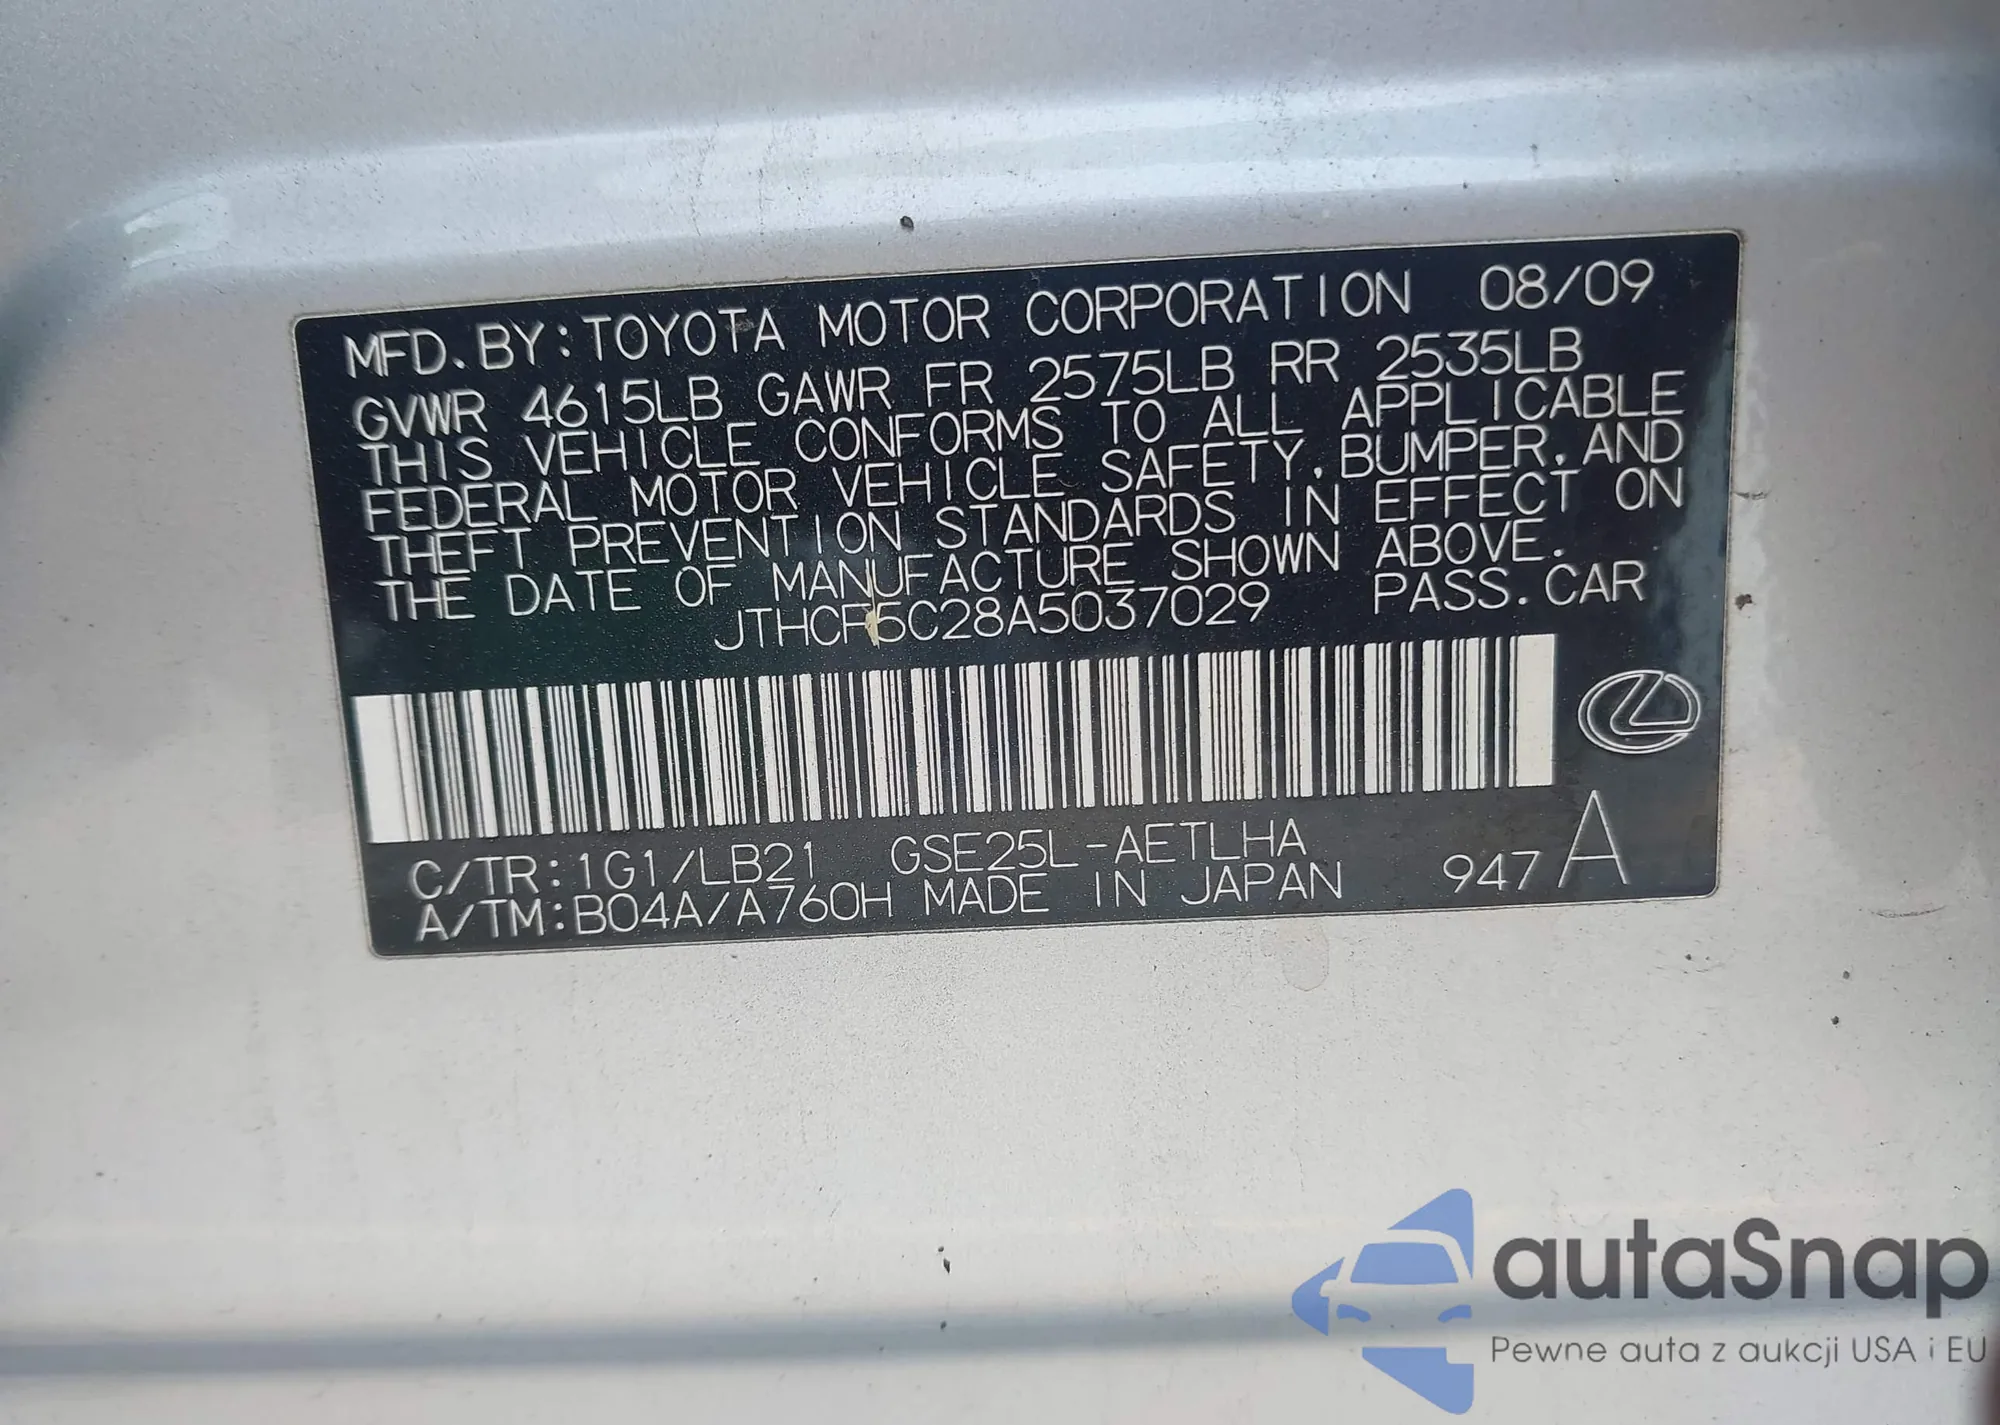 MFD. BY: TOYOTA MOTOR CORPORATION 08/09
GVWR 4615LB GAWR FR 2575LB RR 2535LB
THIS VEHICLE CONFORMS TO ALL APPLICABLE
FEDERAL MOTOR VEHICLE SAFETY, BUMPER, AND
THEFT PREVENTION STANDARDS IN EFFECT ON
THE DATE OF MANUFACTURE SHOWN ABOVE.
JTHCF5C28A5037029 PASS. CAR
C/TR: 1G1/LB21 GSE25L-AETLHA
A/TM: B04A/A760H MADE IN JAPAN 947 A
autaSnap
Pewne auta z aukcji USA i EU